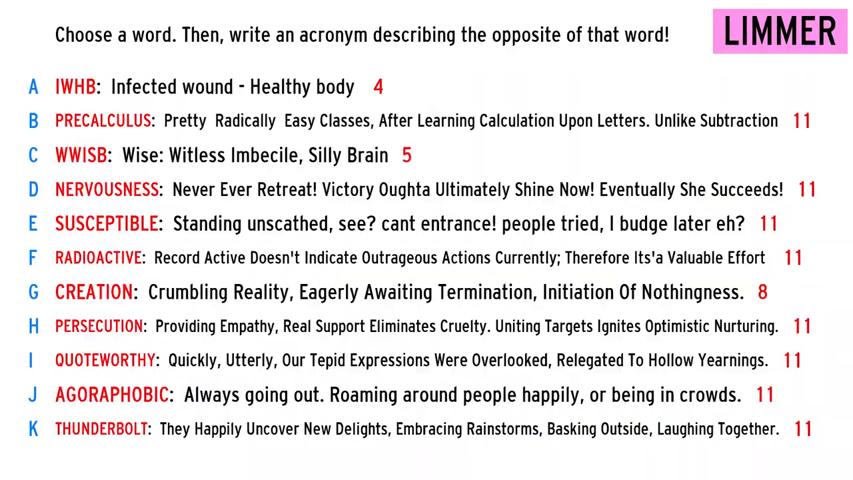 Choose a word. Then, write an acronym describing the opposite of that word!
LIMMER
A IWHB: Infected wound - Healthy body 4
B PRECALCULUS: Pretty Radically Easy Classes, After Learning Calculation Upon Letters. Unlike Subtraction 11
C WWISB: Wise: Witless Imbecile, Silly Brain 5
D NERVOUSNESS: Never Ever Retreat! Victory Oughta Ultimately Shine Now! Eventually She Succeeds! 11
E SUSCEPTIBLE: Standing unscathed, see? cant entrance! people tried, I budge later eh? 11
F RADIOACTIVE: Record Active Doesn't Indicate Outrageous Actions Currently; Therefore Its'a Valuable Effort 11
G CREATION: Crumbling Reality, Eagerly Awaiting Termination, Initiation Of Nothingness. 8
H PERSECUTION: Providing Empathy, Real Support Eliminates Cruelty. Uniting Targets Ignites Optimistic Nurturing. 11
I QUOTEWORTHY: Quickly, Utterly, Our Tepid Expressions Were Overlooked, Relegated To Hollow Yearnings. 11
J AGORAPHOBIC: Always going out. Roaming around people happily, or being in crowds. 11
K THUNDERBOLT: They Happily Uncover New Delights, Embracing Rainstorms, Basking Outside, Laughing Together. 11